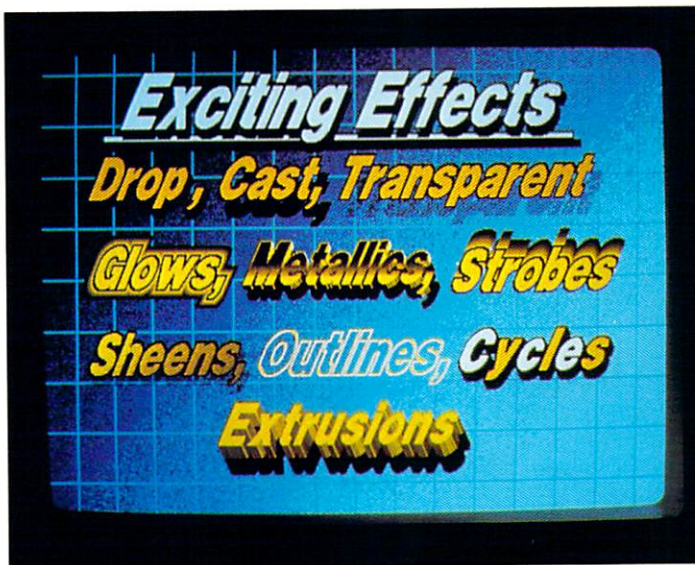 Exciting Effects
Drop, Cast, Transparent
Glows, Metallics, Strobes
Sheens, Outlines, Cycles
Extrusions